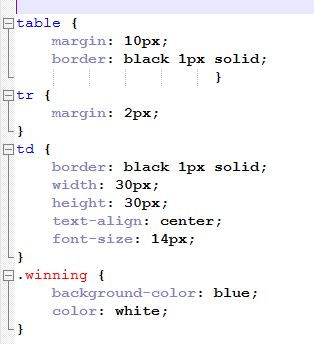 table {
    margin: 10px;
    border: black 1px solid;
                      }
tr {
    margin: 2px;
}
td {
    border: black 1px solid;
    width: 30px;
    height: 30px;
    text-align: center;
    font-size: 14px;
}
.winning {
    background-color: blue;
    color: white;
}